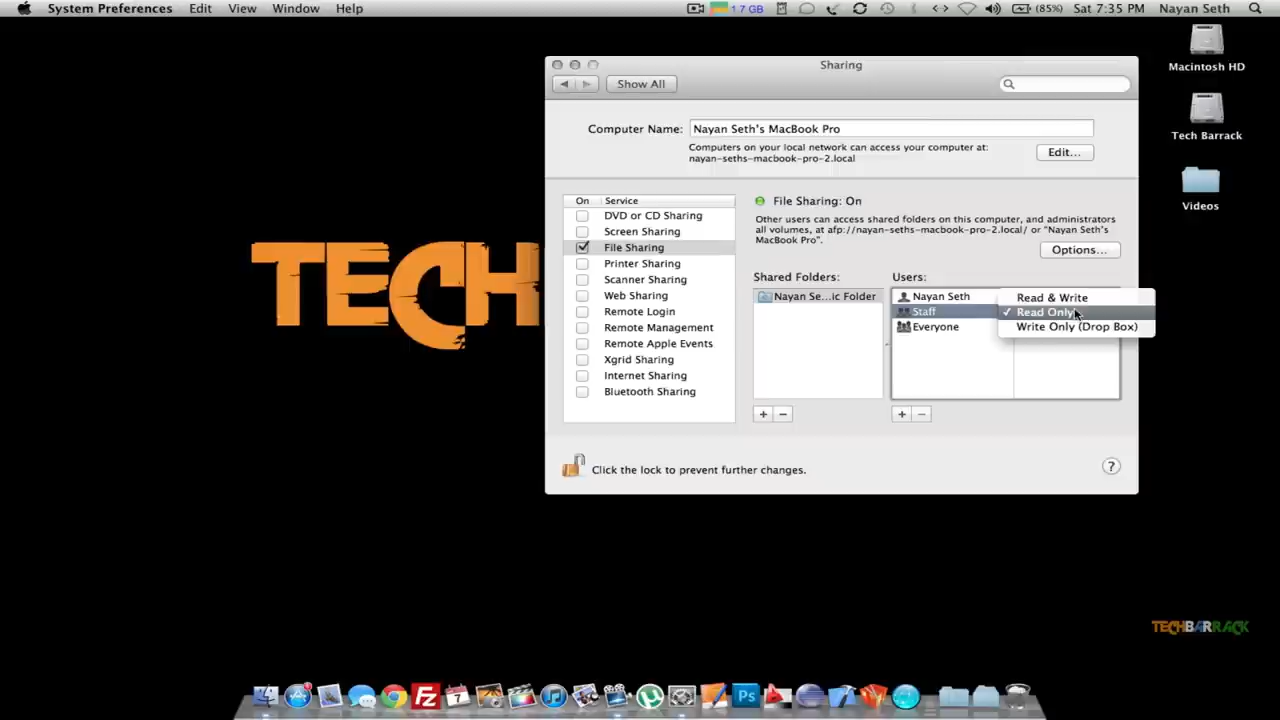 System Preferences Edit View Window Help 1.7 GB (85%) Sat 7:35 PM Nayan Seth
Macintosh HD
Tech Barrack
Videos
TECH
Sharing
Show All
Computer Name: Nayan Seth's MacBook Pro
Computers on your local network can access your computer at:
nayan-seths-macbook-pro-2.local
Edit...
On Service
DVD or CD Sharing
Screen Sharing
File Sharing
Printer Sharing
Scanner Sharing
Web Sharing
Remote Login
Remote Management
Remote Apple Events
Xgrid Sharing
Internet Sharing
Bluetooth Sharing
File Sharing: On
Other users can access shared folders on this computer, and administrators
all volumes, at afp://nayan-seths-macbook-pro-2.local/ or "Nayan Seth's
MacBook Pro".
Options...
Shared Folders:
Nayan Se...ic Folder
Users:
Nayan Seth
Staff
Everyone
Read & Write
✓ Read Only
Write Only (Drop Box)
+ −
+ −
Click the lock to prevent further changes.
?
TECHBARRACK
Fz
7
Ps